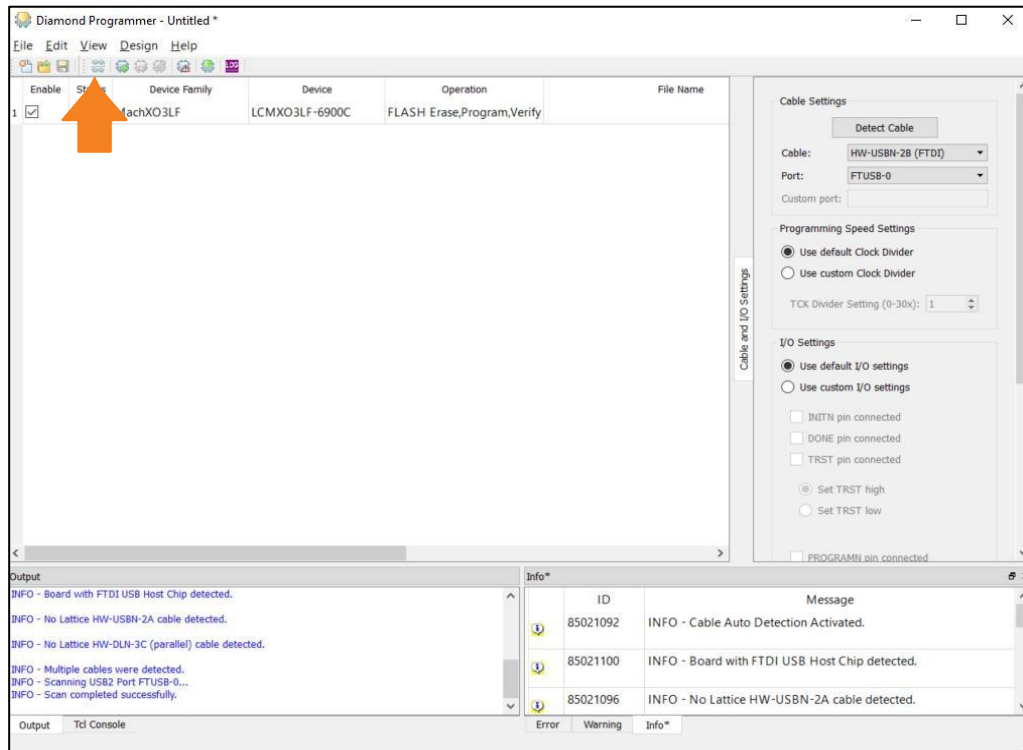 Diamond Programmer - Untitled *
File Edit View Design Help
LOG
Enable Device Family Device Operation File Name
1 MachXO3LF LCMXO3LF-6900C FLASH Erase,Program,Verify
Cable Settings
Detect Cable
Cable: HW-USBN-2B (FTDI)
Port: FTUSB-0
Custom port:
Programming Speed Settings
Use default Clock Divider
Use custom Clock Divider
TCK Divider Setting (0-30x): 1
Cable and I/O Settings
I/O Settings
Use default I/O settings
Use custom I/O settings
INITN pin connected
DONE pin connected
TRST pin connected
Set TRST high
Set TRST low
PROGRAMN pin connected
Output
INFO - Board with FTDI USB Host Chip detected.
INFO - No Lattice HW-USBN-2A cable detected.
INFO - No Lattice HW-DLN-3C (parallel) cable detected.
INFO - Multiple cables were detected.
INFO - Scanning USB2 Port FTUSB-0...
INFO - Scan completed successfully.
Output Tcl Console
Info*
ID Message
85021092 INFO - Cable Auto Detection Activated.
85021100 INFO - Board with FTDI USB Host Chip detected.
85021096 INFO - No Lattice HW-USBN-2A cable detected.
Error Warning Info*